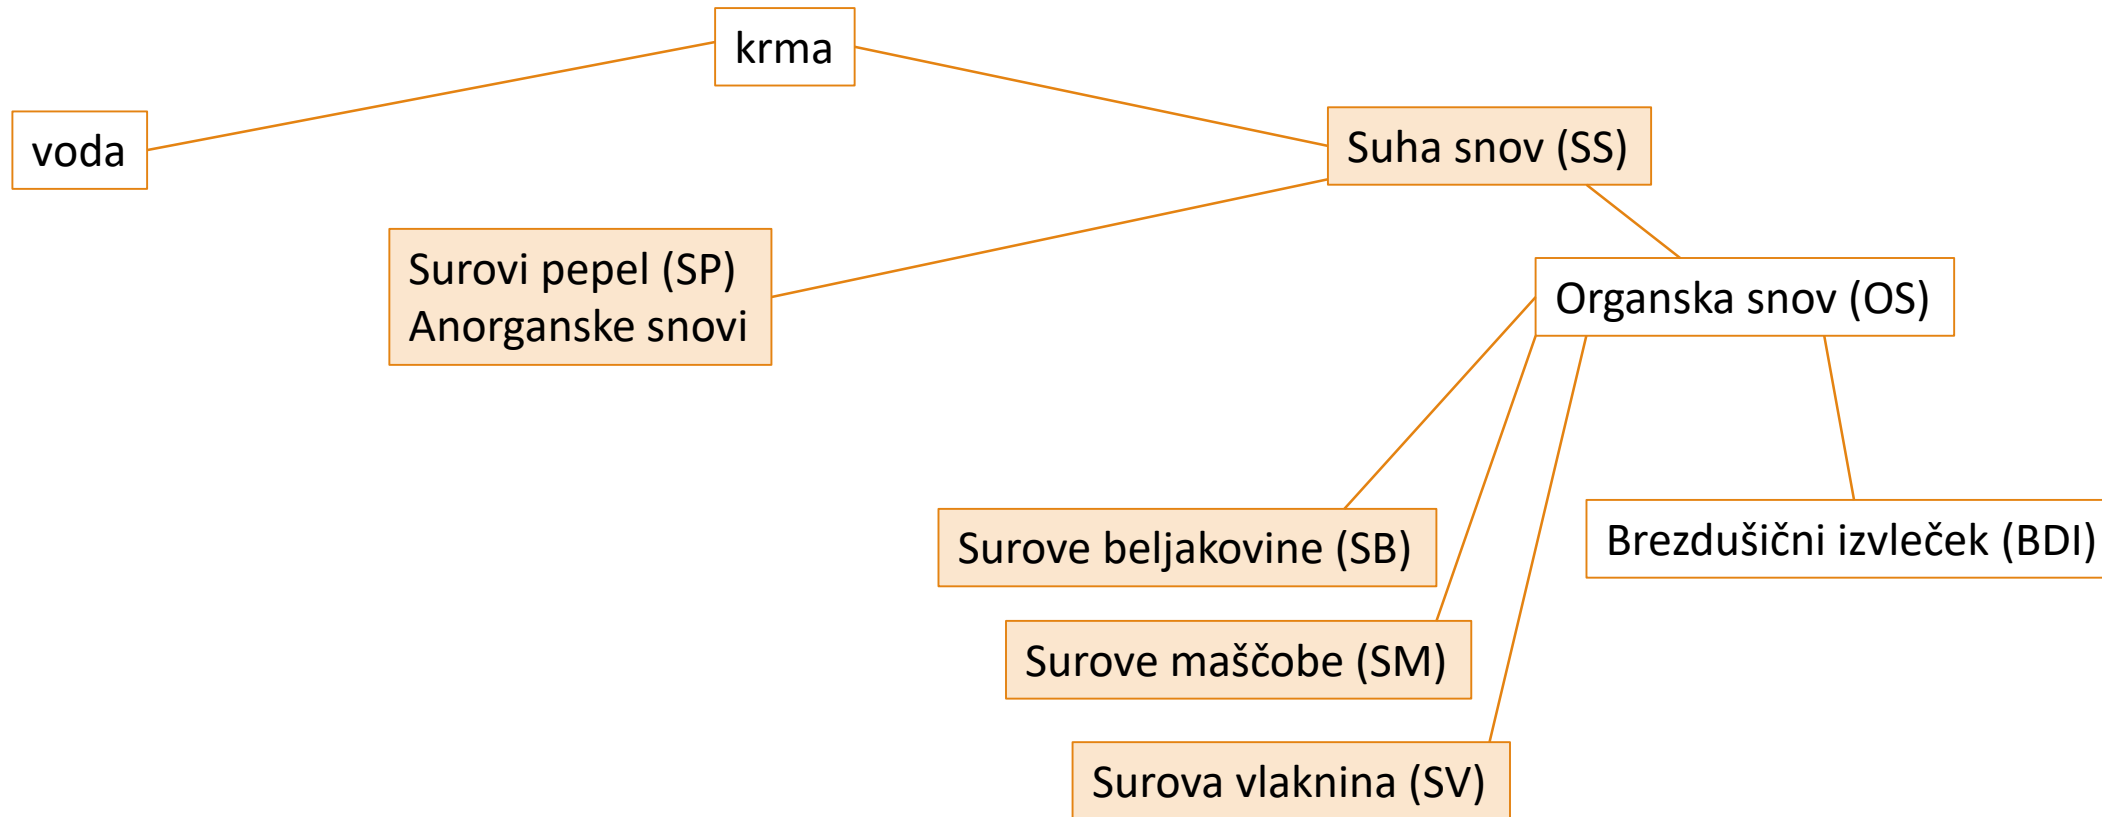 krma
voda
Suha snov (SS)
Surovi pepel (SP)
Anorganske snovi
Organska snov (OS)
Surove beljakovine (SB)
Brezdušični izvleček (BDI)
Surove maščobe (SM)
Surova vlaknina (SV)